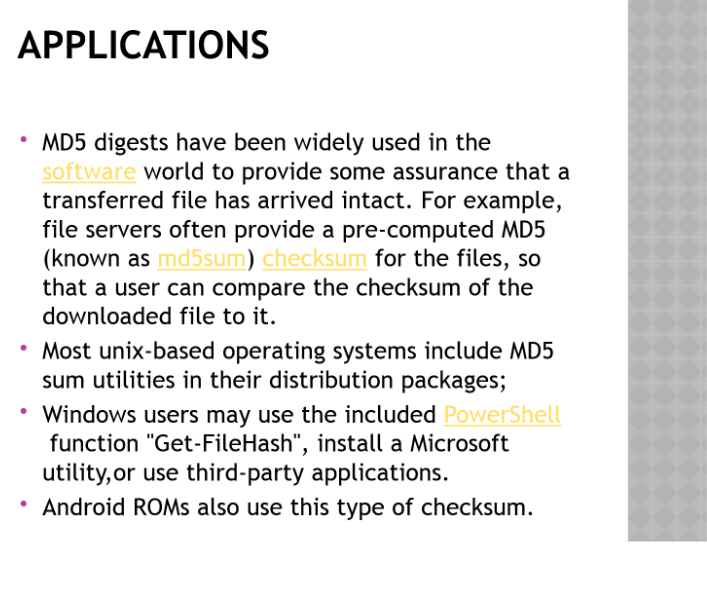 APPLICATIONS
• MD5 digests have been widely used in the
software world to provide some assurance that a
transferred file has arrived intact. For example,
file servers often provide a pre-computed MD5
(known as md5sum) checksum for the files, so
that a user can compare the checksum of the
downloaded file to it.
• Most unix-based operating systems include MD5
sum utilities in their distribution packages;
• Windows users may use the included PowerShell
function "Get-FileHash", install a Microsoft
utility,or use third-party applications.
• Android ROMs also use this type of checksum.